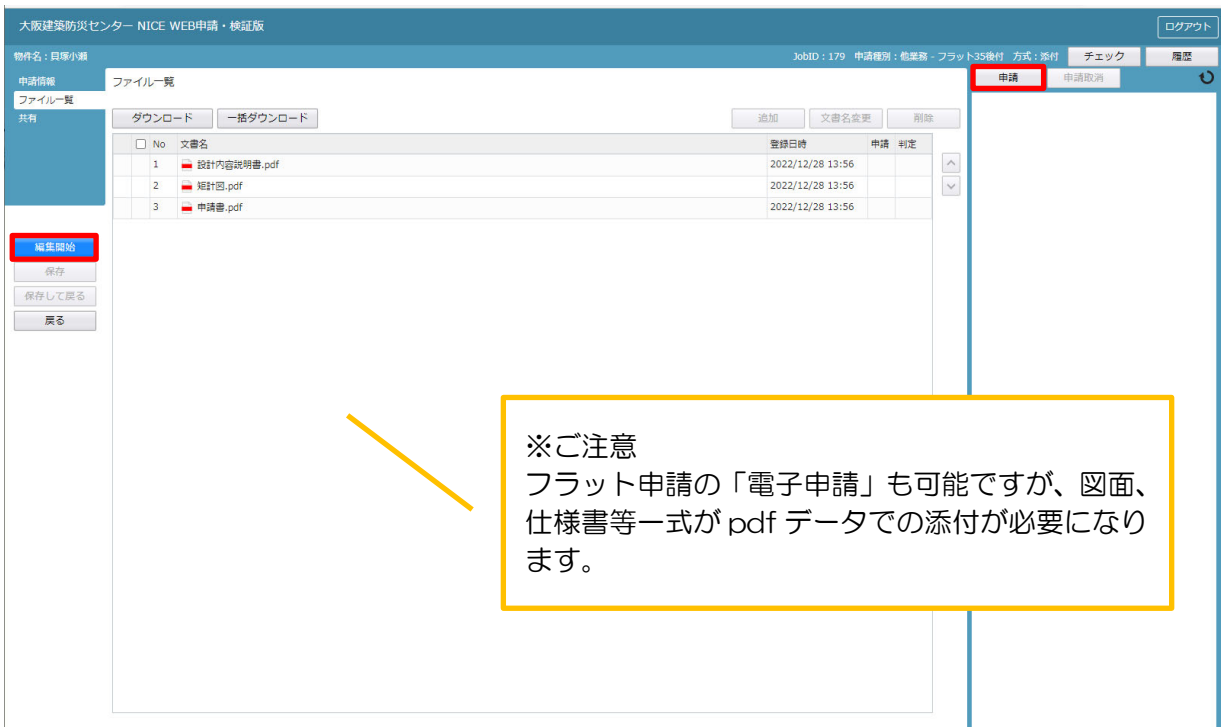 大阪建築防災センター NICE WEB申請・検証版
ログアウト
物件名：貝塚小瀬
JobID：179 申請種別：他業務 - フラット35後付 方式：添付
チェック
履歴
申請情報
ファイル一覧
共有
ファイル一覧
申請
申請取消
ダウンロード
一括ダウンロード
追加
文書名変更
削除
No 文書名 登録日時 申請 判定
1 設計内容説明書.pdf 2022/12/28 13:56
2 矩計図.pdf 2022/12/28 13:56
3 申請書.pdf 2022/12/28 13:56
編集開始
保存
保存して戻る
戻る
※ご注意
フラット申請の「電子申請」も可能ですが、図面、
仕様書等一式が pdf データでの添付が必要になり
ます。